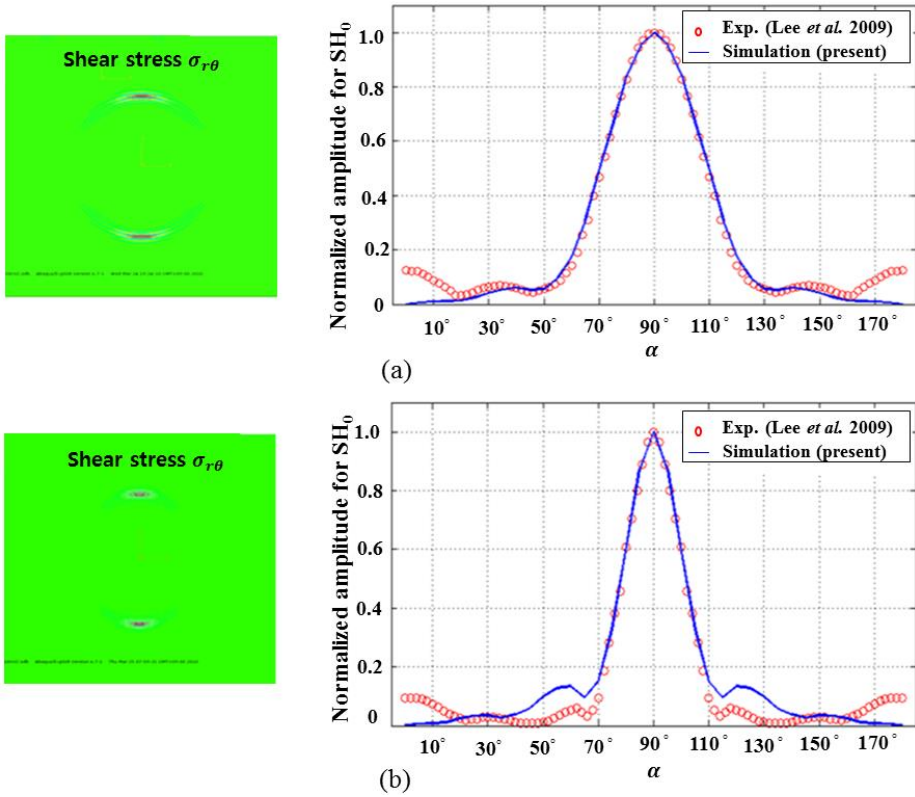 Shear stress σrθ
Normalized amplitude for SH0
1.0
0.8
0.6
0.4
0.2
0
Exp. (Lee et al. 2009)
Simulation (present)
10° 30° 50° 70° 90° 110° 130° 150° 170°
α
(a)
Shear stress σrθ
Normalized amplitude for SH0
1.0
0.8
0.6
0.4
0.2
0
Exp. (Lee et al. 2009)
Simulation (present)
10° 30° 50° 70° 90° 110° 130° 150° 170°
α
(b)